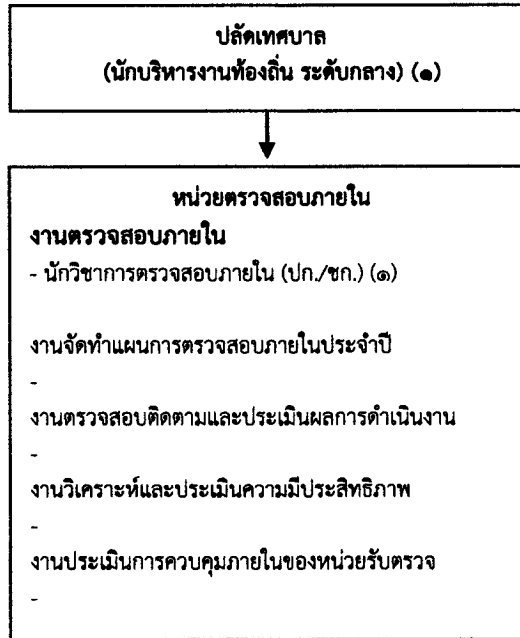 ปลัดเทศบาล
(นักบริหารงานท้องถิ่น ระดับกลาง) (๑)
หน่วยตรวจสอบภายใน
งานตรวจสอบภายใน
- นักวิชาการตรวจสอบภายใน (ปก./ชก.) (๑)
งานจัดทำแผนการตรวจสอบภายในประจำปี
-
งานตรวจสอบติดตามและประเมินผลการดำเนินงาน
-
งานวิเคราะห์และประเมินความมีประสิทธิภาพ
-
งานประเมินการควบคุมภายในของหน่วยรับตรวจ
-